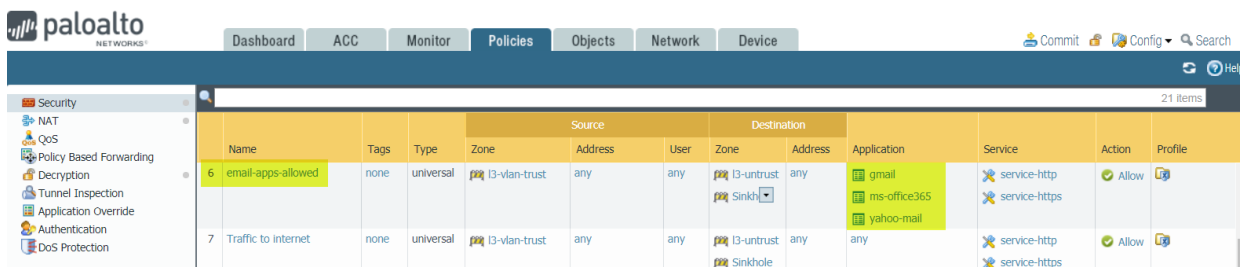 paloalto
NETWORKS®
Dashboard ACC Monitor Policies Objects Network Device
Commit Config Search
Help
Security
NAT
QoS
Policy Based Forwarding
Decryption
Tunnel Inspection
Application Override
Authentication
DoS Protection
21 items
Source Destination
Name Tags Type Zone Address User Zone Address Application Service Action Profile
6 email-apps-allowed none universal l3-vlan-trust any any l3-untrust any gmail service-http Allow
Sinkh ms-office365 service-https
yahoo-mail
7 Traffic to internet none universal l3-vlan-trust any any l3-untrust any any service-http Allow
Sinkhole service-https